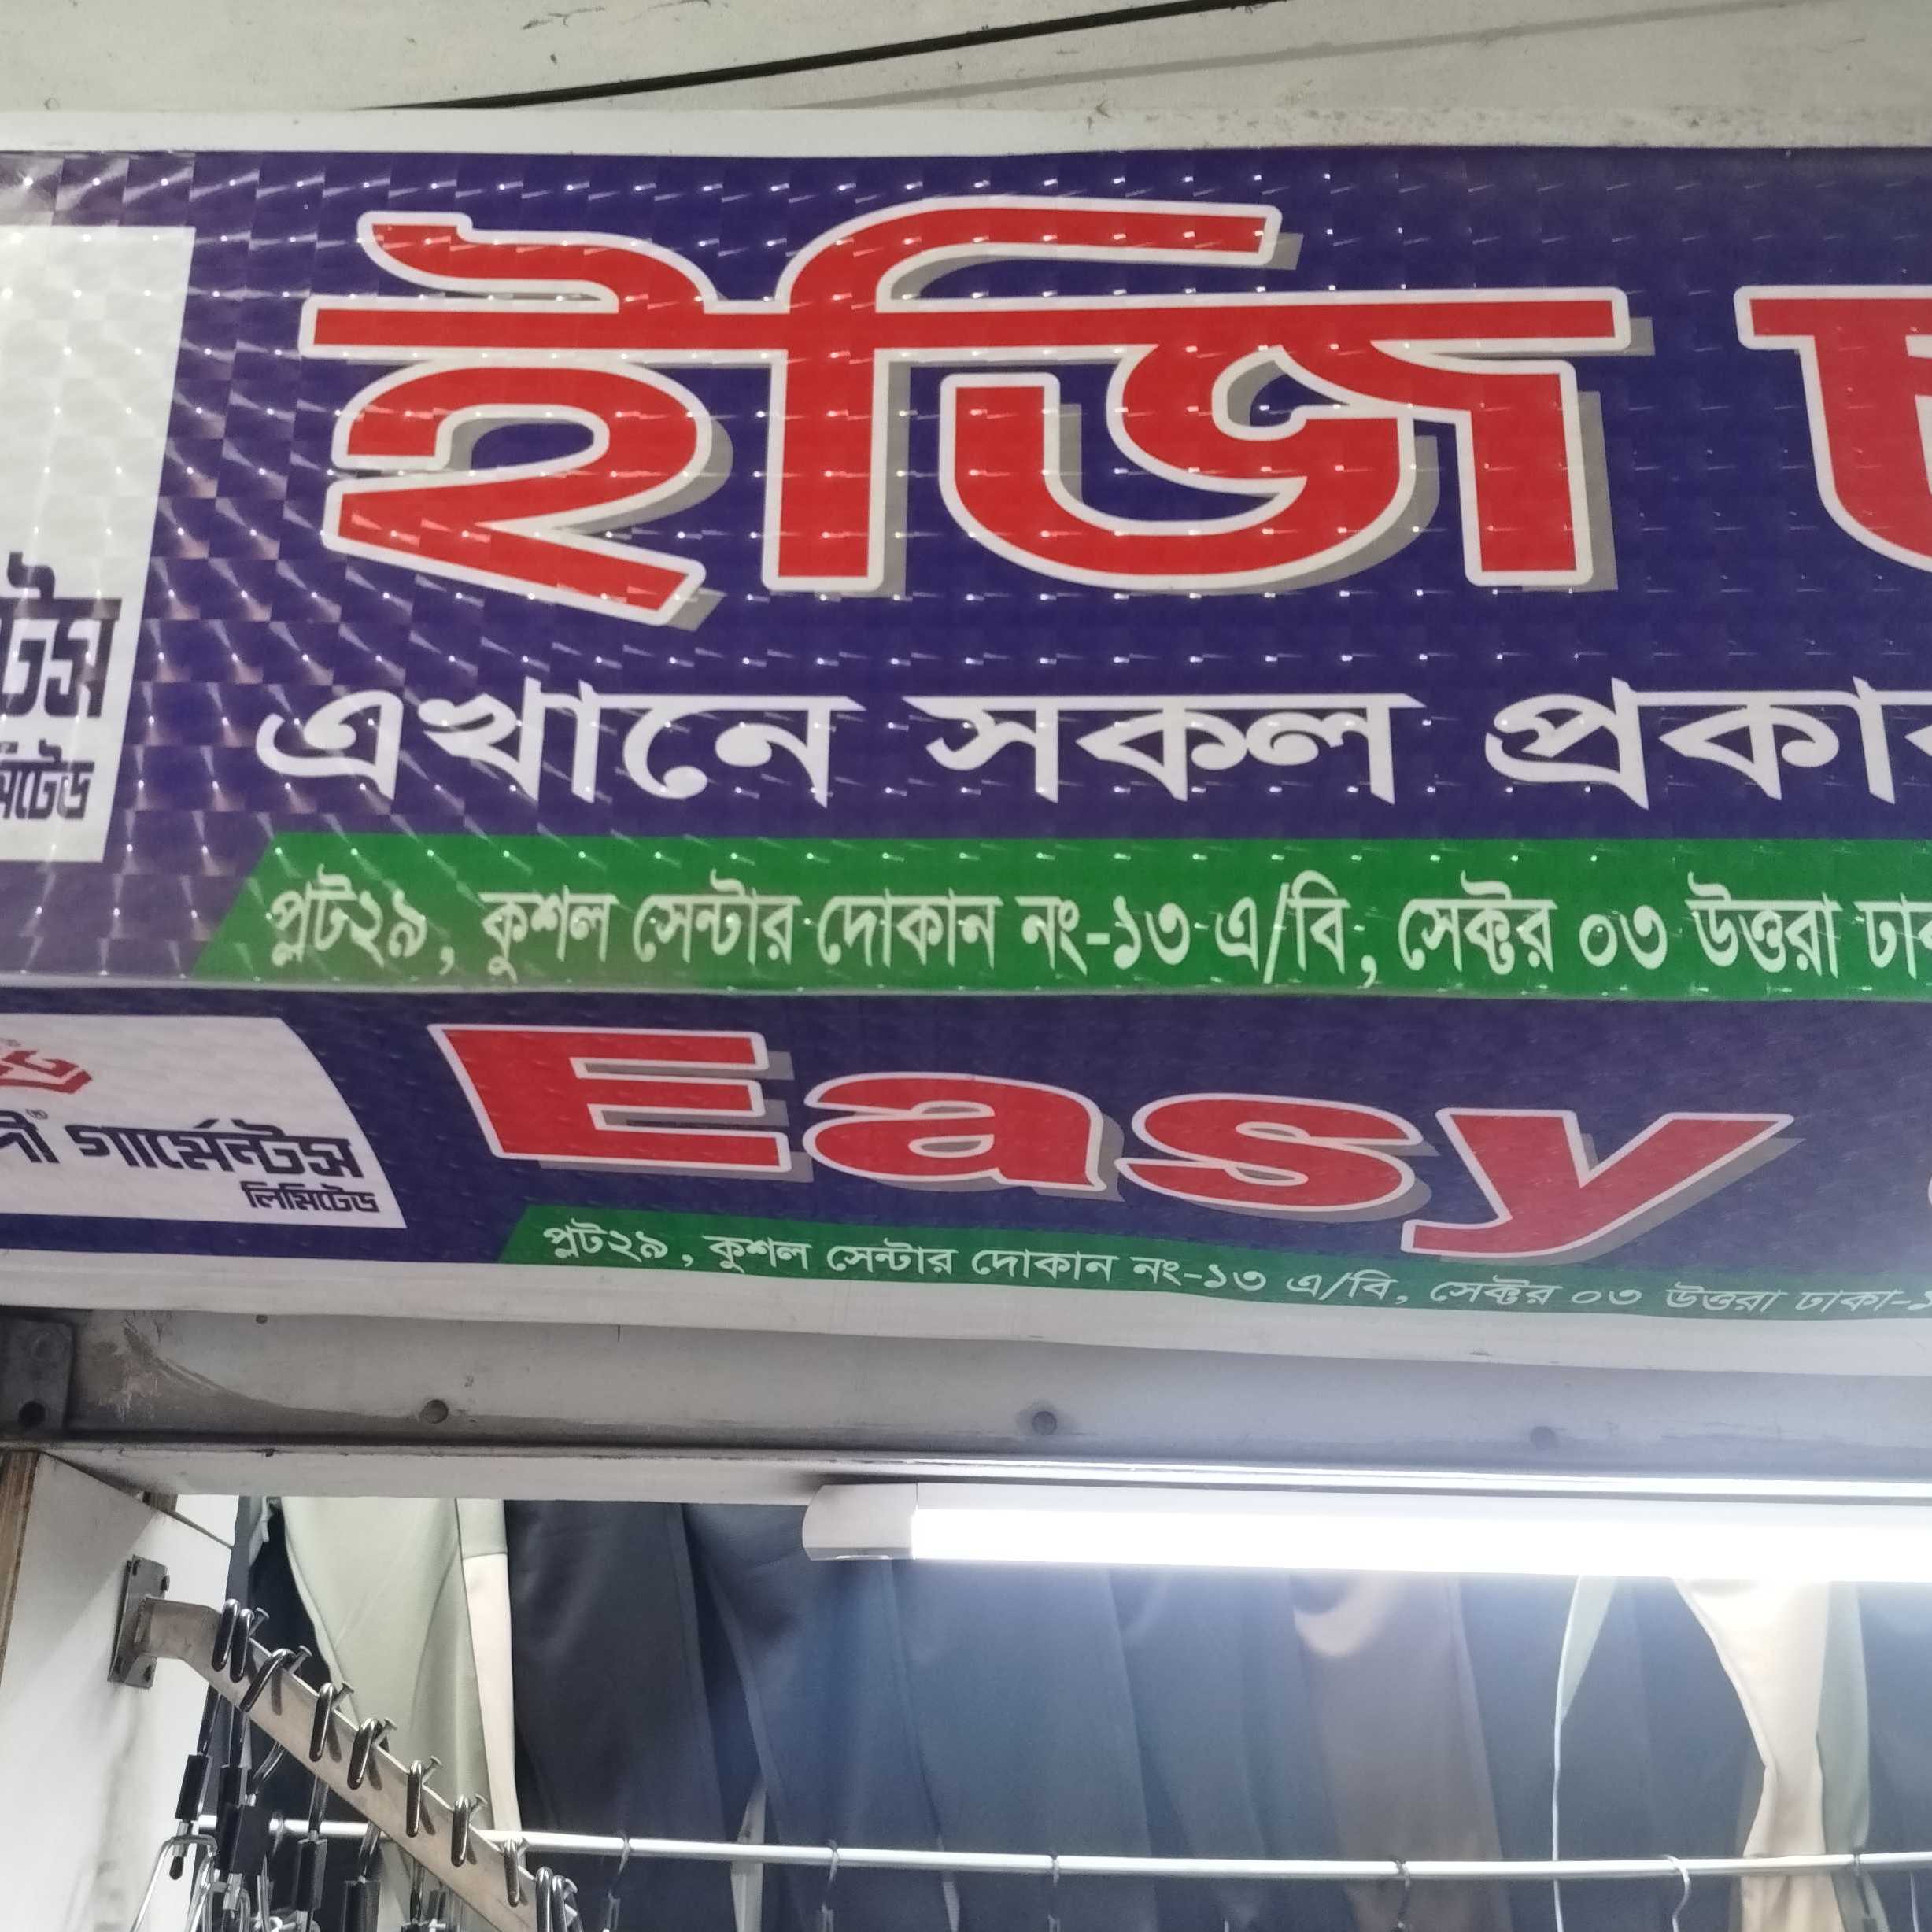 ইজি
এখানে সকল
প্লট২৯, কুশল সেন্টার দোকান নং-১৩ এ/বি, সেক্টর ০৩ উত্তরা
Easy
গার্মেন্টস
লিমিটেড
প্লট২৯, কুশল সেন্টার দোকান নং-১৩ এ/বি, সেক্টর ০৩ উত্তরা ঢাকা-